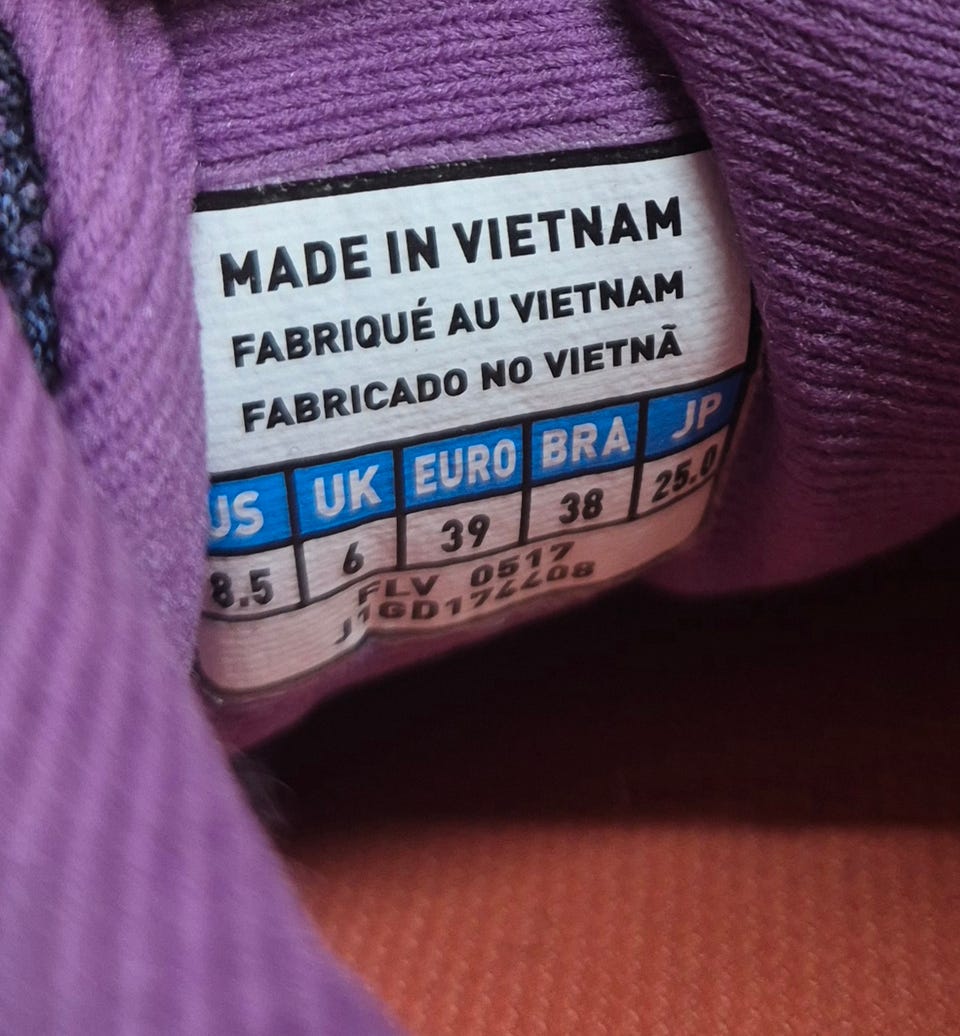 MADE IN VIETNAM
FABRIQUÉ AU VIETNAM
FABRICADO NO VIETNÃ
US UK EURO BRA JP
8.5 6 39 38 25.0
FLV 0517